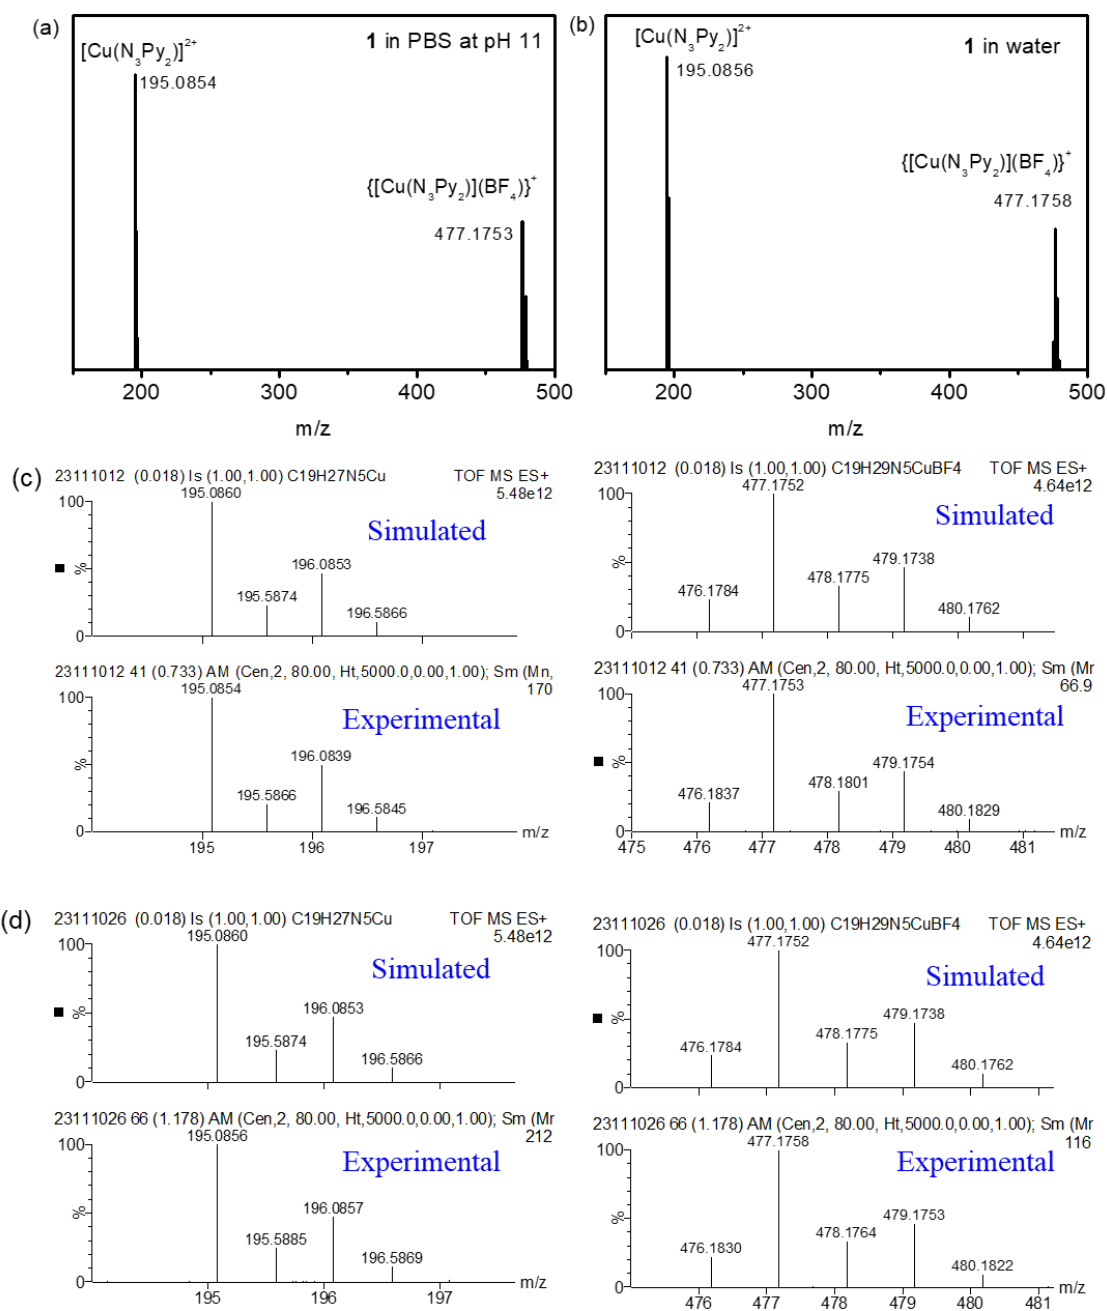 (a)
1 in PBS at pH 11
[Cu(N3Py2)]2+
195.0854
{[Cu(N3Py2)](BF4)}+
477.1753
200 300 400 500
m/z
(b)
[Cu(N3Py2)]2+
1 in water
195.0856
{[Cu(N3Py2)](BF4)}+
477.1758
200 300 400 500
m/z
(c)
23111012 (0.018) Is (1.00,1.00) C19H27N5Cu TOF MS ES+
5.48e12
195.0860
100
Simulated
%
196.0853
195.5874
196.5866
0
23111012 41 (0.733) AM (Cen,2, 80.00, Ht,5000.0,0.00,1.00); Sm (Mn,
170
195.0854
100
Experimental
%
196.0839
195.5866
196.5845
0
195 196 197 m/z
23111012 (0.018) Is (1.00,1.00) C19H29N5CuBF4 TOF MS ES+
4.64e12
477.1752
100
Simulated
%
479.1738
478.1775
476.1784
480.1762
0
23111012 41 (0.733) AM (Cen,2, 80.00, Ht,5000.0,0.00,1.00); Sm (Mr
66.9
477.1753
100
Experimental
%
479.1754
478.1801
476.1837
480.1829
0
475 476 477 478 479 480 481 m/z
(d)
23111026 (0.018) Is (1.00,1.00) C19H27N5Cu TOF MS ES+
5.48e12
195.0860
100
Simulated
%
196.0853
195.5874
196.5866
0
23111026 66 (1.178) AM (Cen,2, 80.00, Ht,5000.0,0.00,1.00); Sm (Mr
212
195.0856
100
Experimental
%
196.0857
195.5885
196.5869
0
195 196 197 m/z
23111026 (0.018) Is (1.00,1.00) C19H29N5CuBF4 TOF MS ES+
4.64e12
477.1752
100
Simulated
%
479.1738
478.1775
476.1784
480.1762
0
23111026 66 (1.178) AM (Cen,2, 80.00, Ht,5000.0,0.00,1.00); Sm (Mr
116
477.1758
100
Experimental
%
479.1753
478.1764
476.1830
480.1822
0
476 477 478 479 480 481 m/z